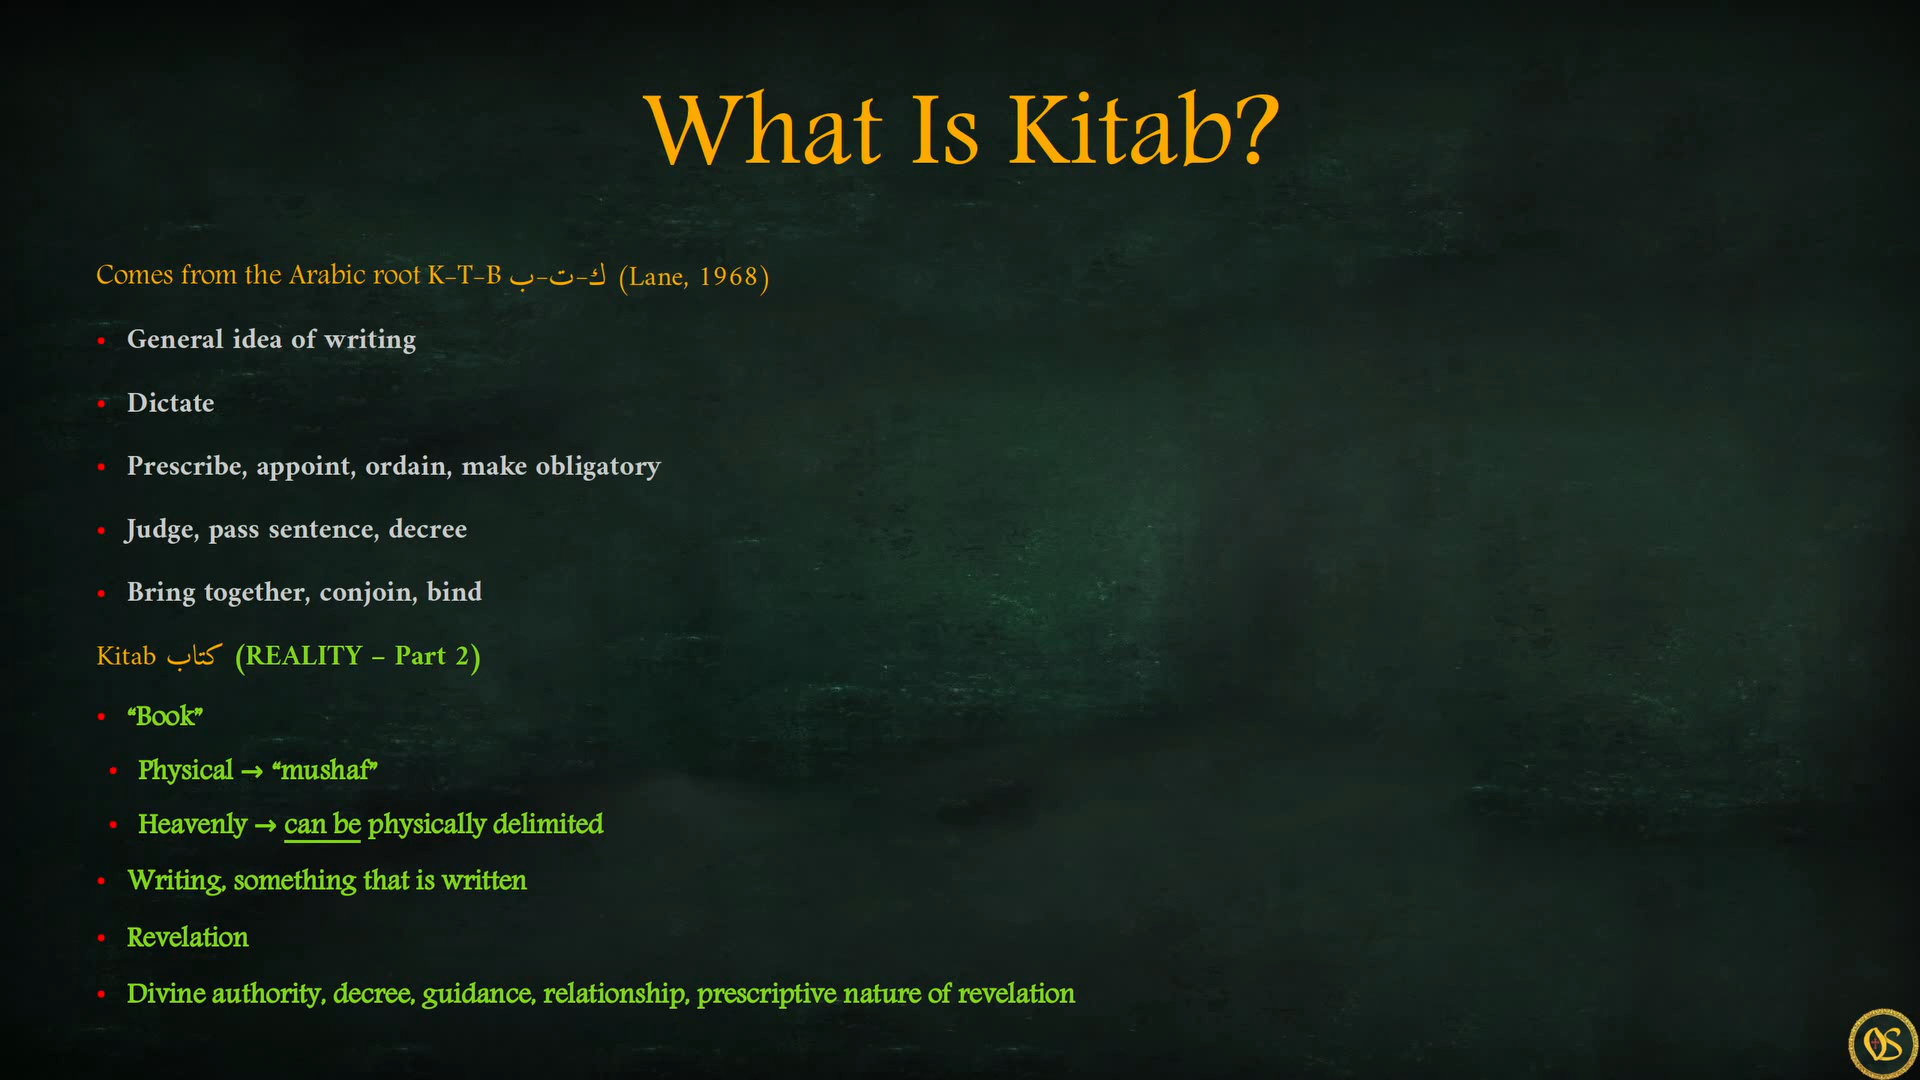 What Is Kitab?
Comes from the Arabic root K-T-B ك-ت-ب (Lane, 1968)
• General idea of writing
• Dictate
• Prescribe, appoint, ordain, make obligatory
• Judge, pass sentence, decree
• Bring together, conjoin, bind
Kitab كتاب (REALITY – Part 2)
• “Book”
• Physical → “mushaf”
• Heavenly → can be physically delimited
• Writing, something that is written
• Revelation
• Divine authority, decree, guidance, relationship, prescriptive nature of revelation